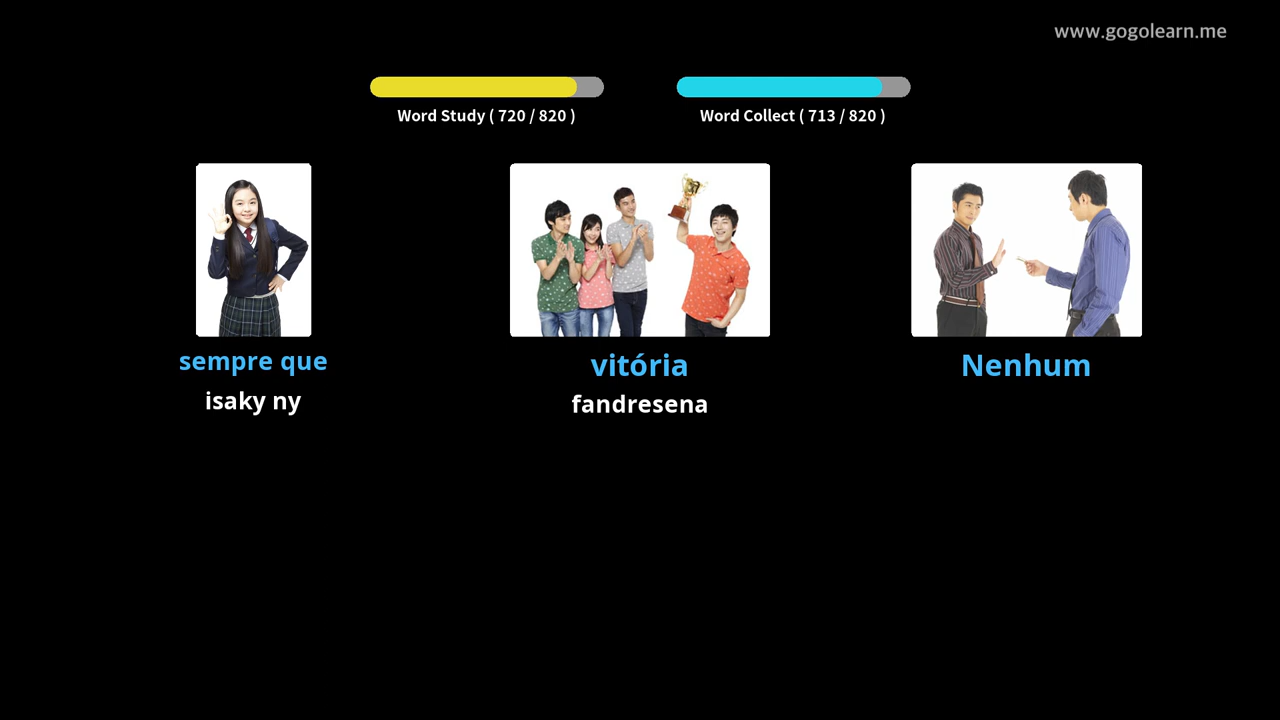 www.gogolearn.me
Word Study ( 720 / 820 )
Word Collect ( 713 / 820 )
sempre que
isaky ny
vitória
fandresena
Nenhum